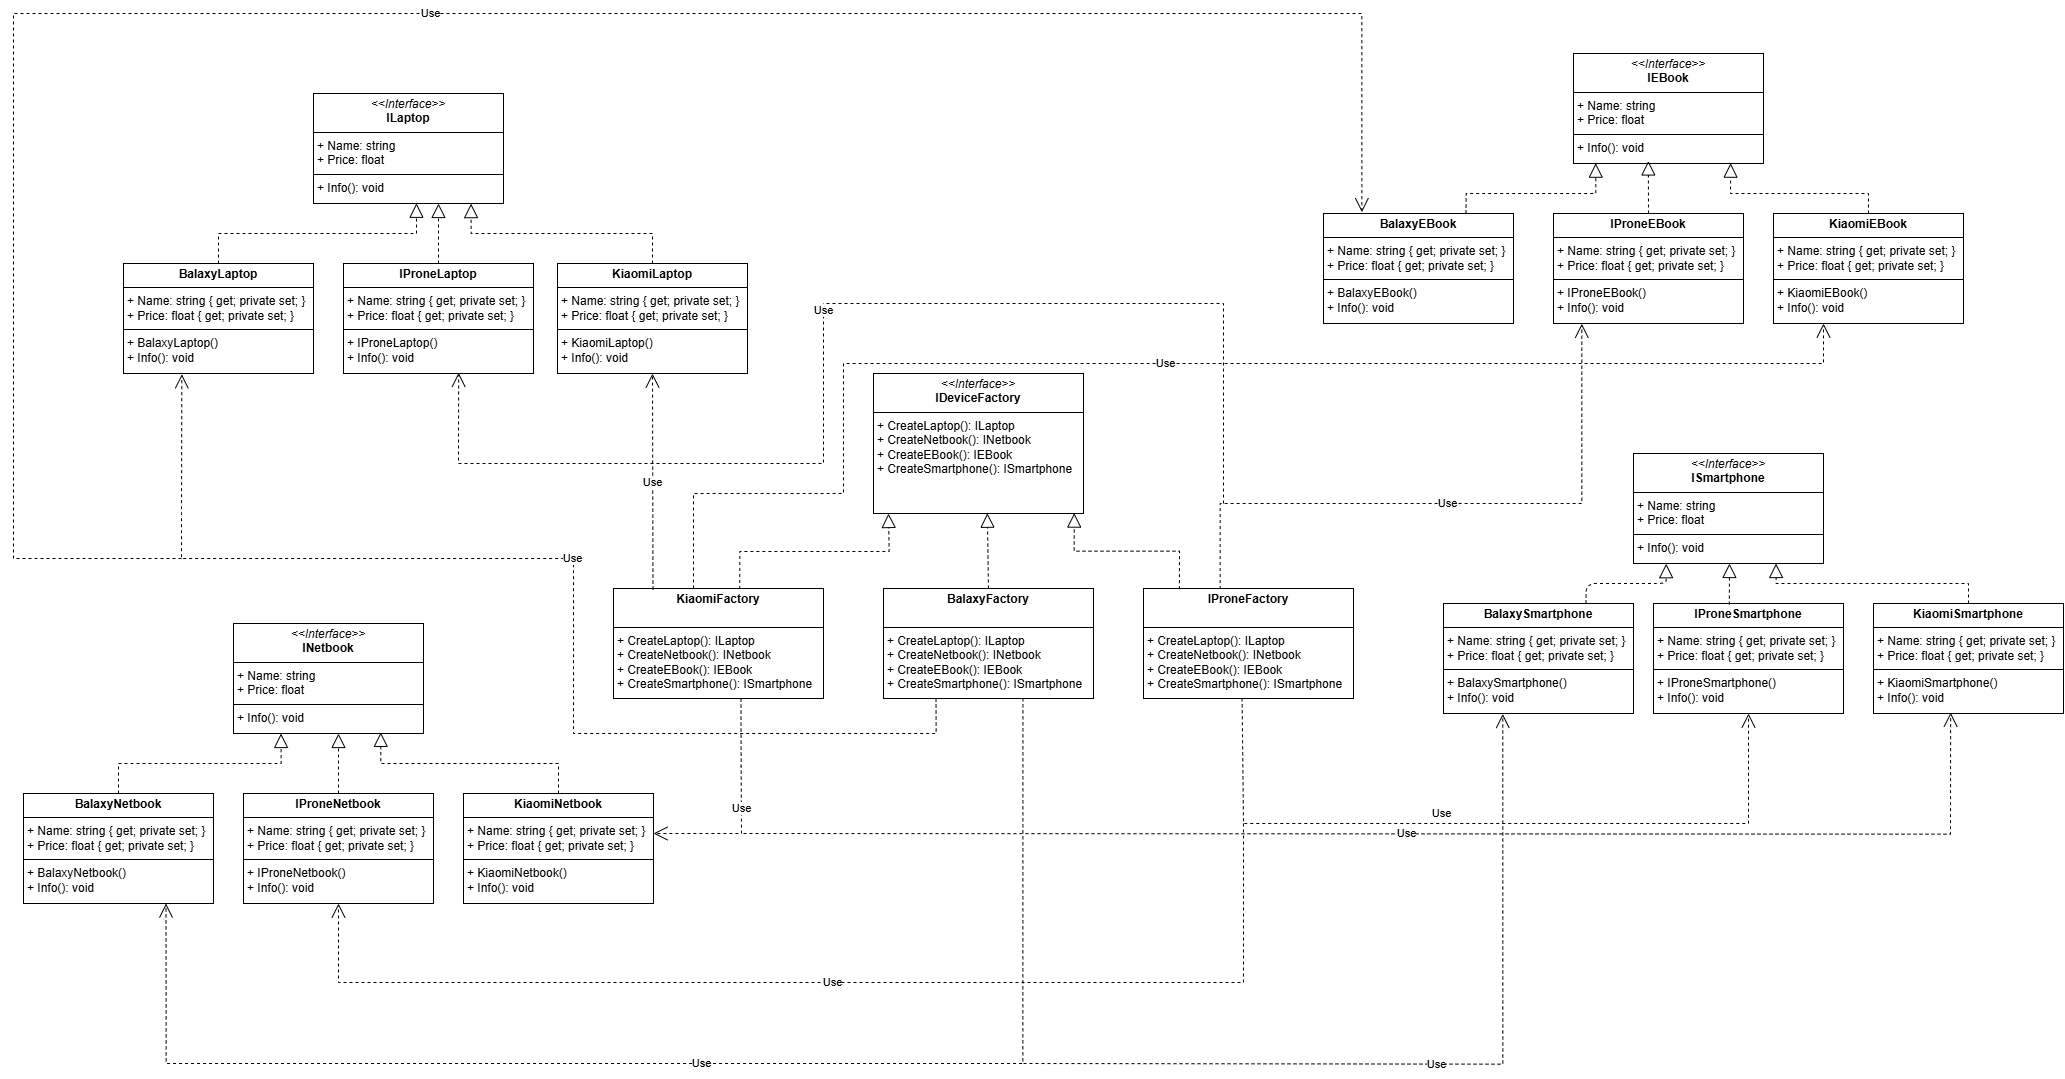 Use
<<Interface>>
IEBook
+ Name: string
+ Price: float
+ Info(): void
<<Interface>>
ILaptop
+ Name: string
+ Price: float
+ Info(): void
BalaxyEBook
+ Name: string { get; private set; }
+ Price: float { get; private set; }
+ BalaxyEBook()
+ Info(): void
IProneEBook
+ Name: string { get; private set; }
+ Price: float { get; private set; }
+ IProneEBook()
+ Info(): void
KiaomiEBook
+ Name: string { get; private set; }
+ Price: float { get; private set; }
+ KiaomiEBook()
+ Info(): void
BalaxyLaptop
+ Name: string { get; private set; }
+ Price: float { get; private set; }
+ BalaxyLaptop()
+ Info(): void
IProneLaptop
+ Name: string { get; private set; }
+ Price: float { get; private set; }
+ IProneLaptop()
+ Info(): void
KiaomiLaptop
+ Name: string { get; private set; }
+ Price: float { get; private set; }
+ KiaomiLaptop()
+ Info(): void
Use
Use
<<Interface>>
IDeviceFactory
+ CreateLaptop(): ILaptop
+ CreateNetbook(): INetbook
+ CreateEBook(): IEBook
+ CreateSmartphone(): ISmartphone
Use
Use
<<Interface>>
ISmartphone
+ Name: string
+ Price: float
+ Info(): void
Use
KiaomiFactory
+ CreateLaptop(): ILaptop
+ CreateNetbook(): INetbook
+ CreateEBook(): IEBook
+ CreateSmartphone(): ISmartphone
BalaxyFactory
+ CreateLaptop(): ILaptop
+ CreateNetbook(): INetbook
+ CreateEBook(): IEBook
+ CreateSmartphone(): ISmartphone
IProneFactory
+ CreateLaptop(): ILaptop
+ CreateNetbook(): INetbook
+ CreateEBook(): IEBook
+ CreateSmartphone(): ISmartphone
BalaxySmartphone
+ Name: string { get; private set; }
+ Price: float { get; private set; }
+ BalaxySmartphone()
+ Info(): void
IProneSmartphone
+ Name: string { get; private set; }
+ Price: float { get; private set; }
+ IProneSmartphone()
+ Info(): void
KiaomiSmartphone
+ Name: string { get; private set; }
+ Price: float { get; private set; }
+ KiaomiSmartphone()
+ Info(): void
<<Interface>>
INetbook
+ Name: string
+ Price: float
+ Info(): void
BalaxyNetbook
+ Name: string { get; private set; }
+ Price: float { get; private set; }
+ BalaxyNetbook()
+ Info(): void
IProneNetbook
+ Name: string { get; private set; }
+ Price: float { get; private set; }
+ IProneNetbook()
+ Info(): void
KiaomiNetbook
+ Name: string { get; private set; }
+ Price: float { get; private set; }
+ KiaomiNetbook()
+ Info(): void
Use
Use
Use
Use
Use
Use